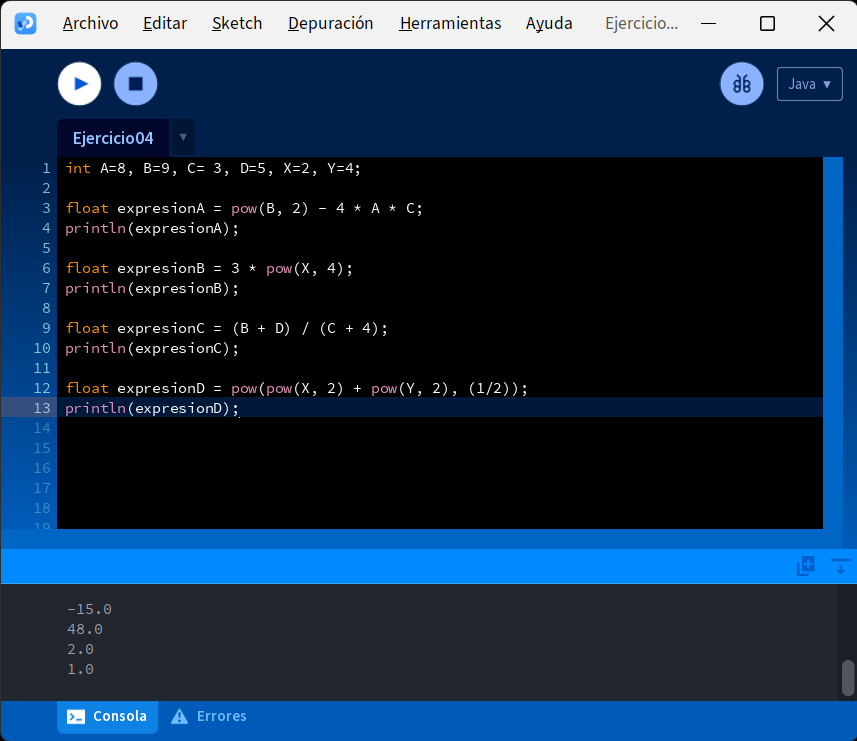 Archivo Editar Sketch Depuración Herramientas Ayuda Ejercicio...
Java ▾
Ejercicio04 ▾
1 int A=8, B=9, C= 3, D=5, X=2, Y=4;
2
3 float expresionA = pow(B, 2) - 4 * A * C;
4 println(expresionA);
5
6 float expresionB = 3 * pow(X, 4);
7 println(expresionB);
8
9 float expresionC = (B + D) / (C + 4);
10 println(expresionC);
11
12 float expresionD = pow(pow(X, 2) + pow(Y, 2), (1/2));
13 println(expresionD);
14
15
16
17
18
19
-15.0
48.0
2.0
1.0
Consola Errores